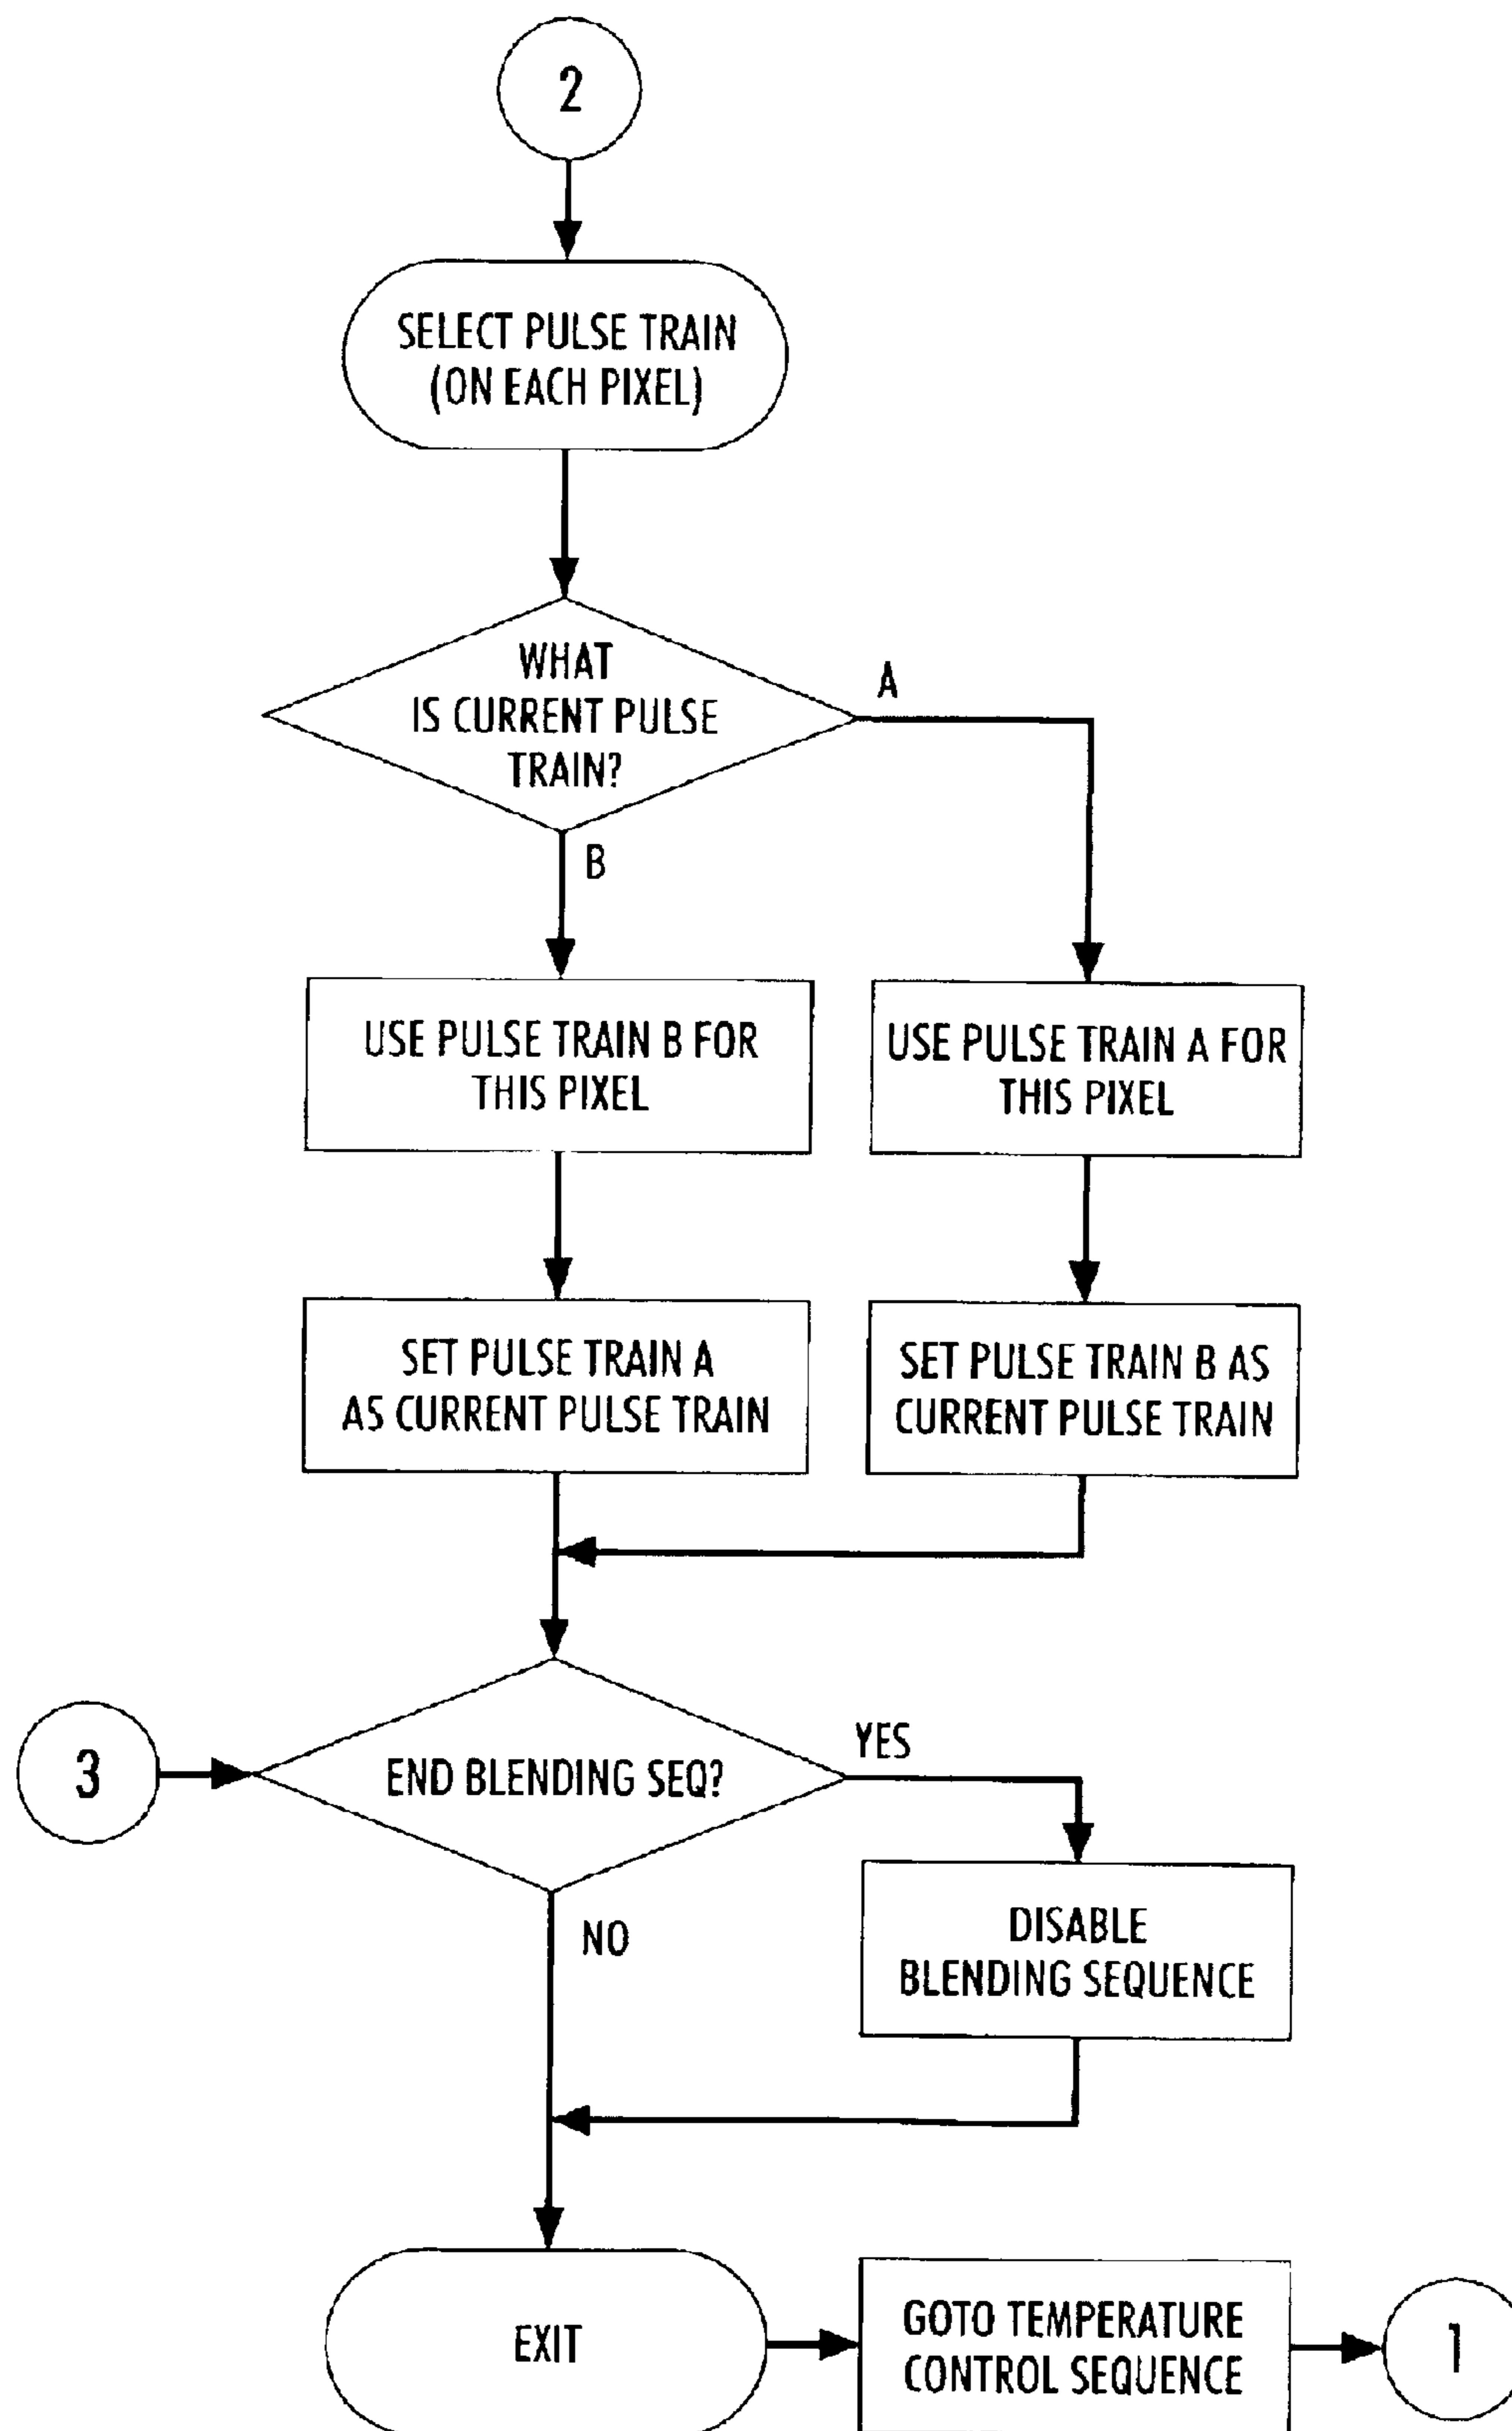 2
SELECT PULSE TRAIN
(ON EACH PIXEL)
WHAT
IS CURRENT PULSE
TRAIN?
A
B
USE PULSE TRAIN B FOR
THIS PIXEL
USE PULSE TRAIN A FOR
THIS PIXEL
SET PULSE TRAIN A
AS CURRENT PULSE TRAIN
SET PULSE TRAIN B AS
CURRENT PULSE TRAIN
3
END BLENDING SEQ?
YES
NO
DISABLE
BLENDING SEQUENCE
EXIT
GOTO TEMPERATURE
CONTROL SEQUENCE
1